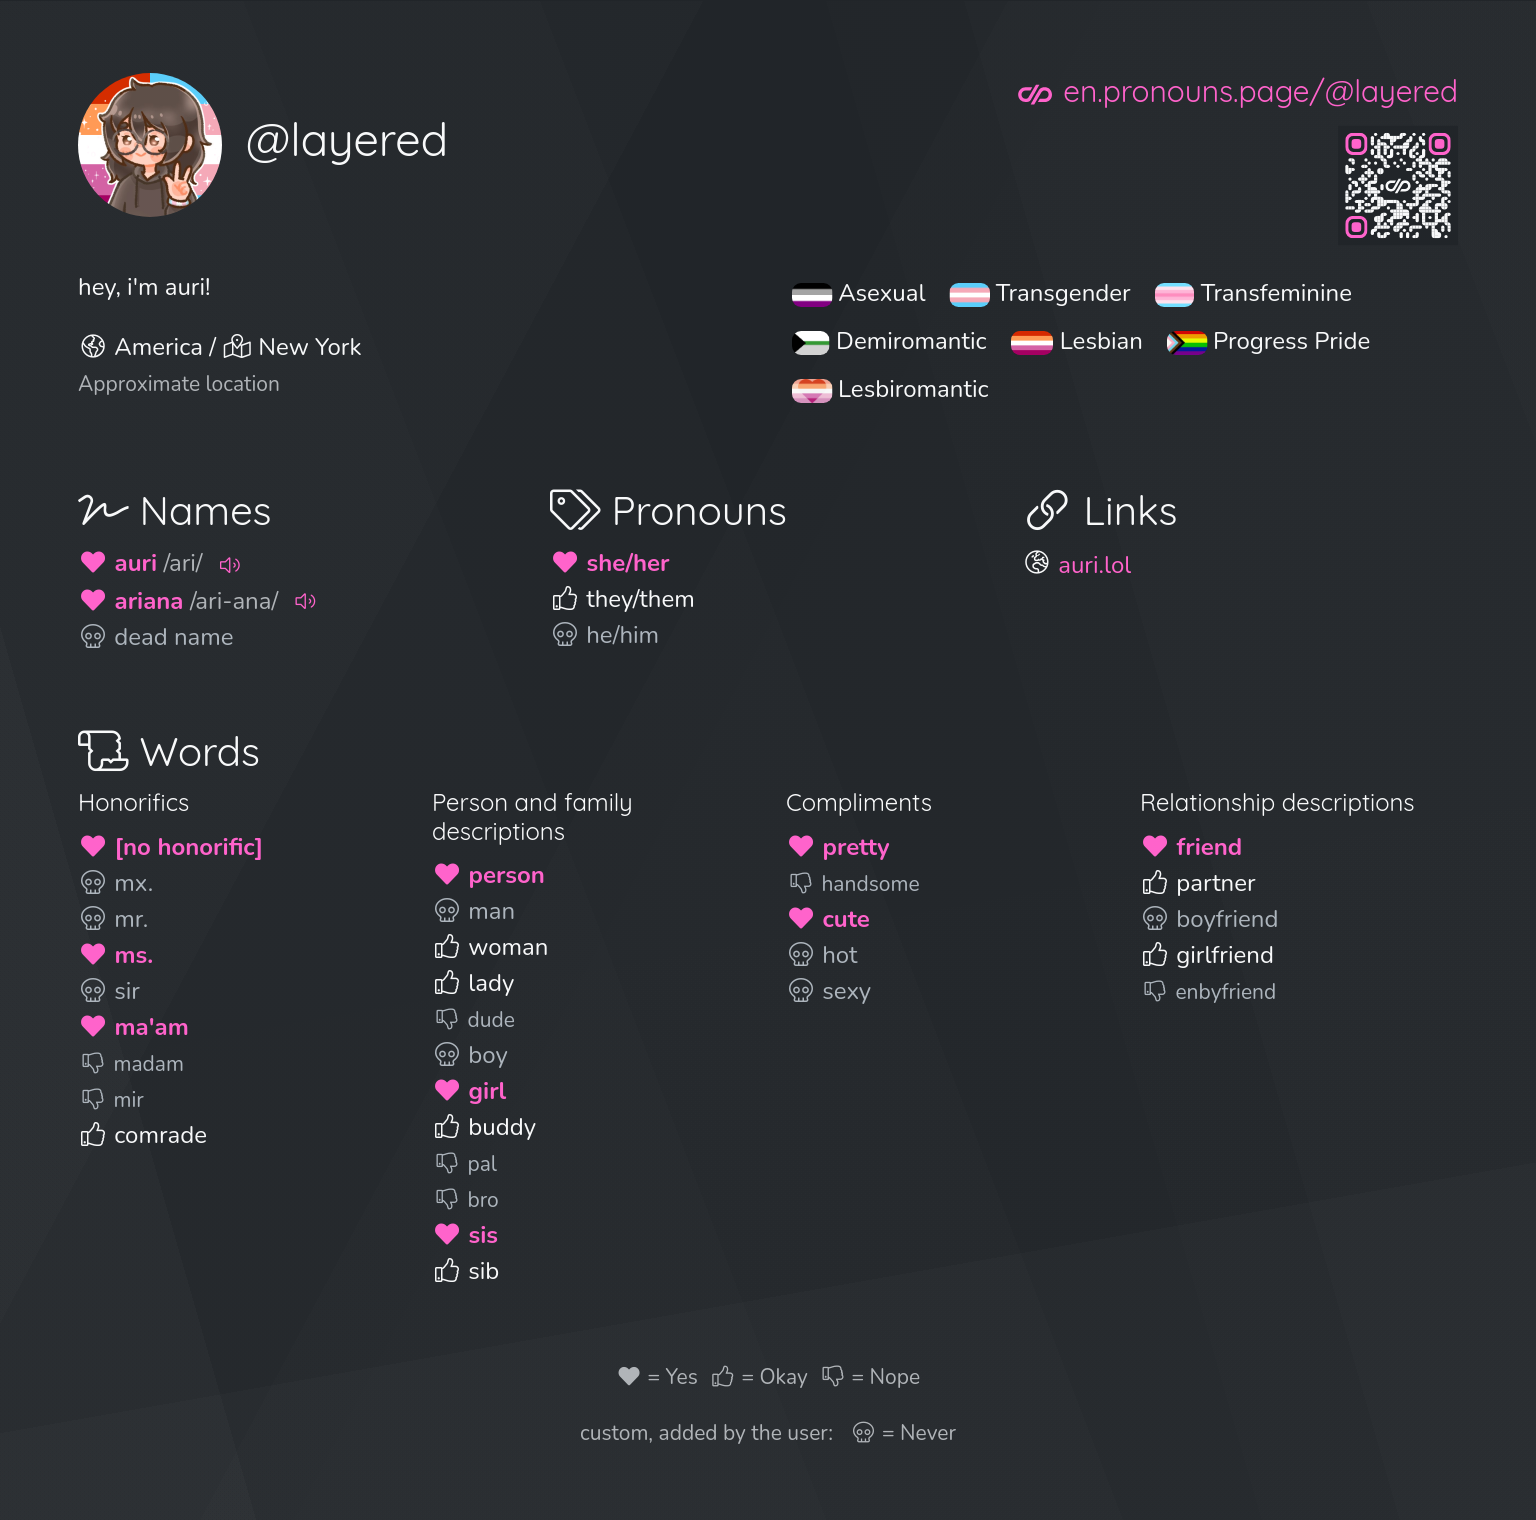 @layered
en.pronouns.page/@layered
hey, i'm auri!
America / New York
Approximate location
Asexual Transgender Transfeminine
Demiromantic Lesbian Progress Pride
Lesbiromantic
Names
auri /ari/
ariana /ari-ana/
dead name
Pronouns
she/her
they/them
he/him
Links
auri.lol
Words
Honorifics
[no honorific]
mx.
mr.
ms.
sir
ma'am
madam
mir
comrade
Person and family
descriptions
person
man
woman
lady
dude
boy
girl
buddy
pal
bro
sis
sib
Compliments
pretty
handsome
cute
hot
sexy
Relationship descriptions
friend
partner
boyfriend
girlfriend
enbyfriend
= Yes = Okay = Nope
custom, added by the user: = Never